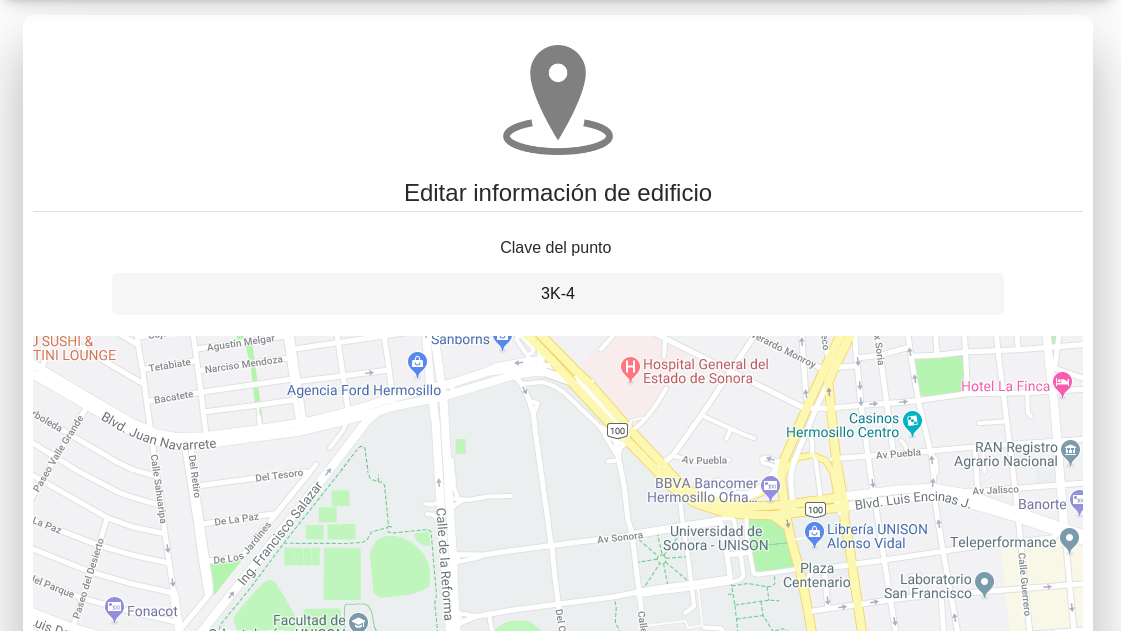 Editar información de edificio
Clave del punto
3K-4
SUSHI &
TINI LOUNGE
Agustín Melgar
Tetabiate
Narciso Mendoza
Bacatete
Sanborns
Agencia Ford Hermosillo
Hospital General del
Estado de Sonora
erardo Monroy
Soria
Hotel La Finca
Casinos
Hermosillo Centro
RAN Registro
Agrario Nacional
Blvd. Juan Navarrete
Paseo Valle Grande
Calle Sahuaripa
Del Retiro
Del Tesoro
100
Av Puebla
Av Puebla
BBVA Bancomer
Hermosillo Ofna...
Av Jalisco
Blvd. Luis Encinas J.
Banorte
100
De La Paz
La Paz
De Los Jardines
Ing. Francisco Salazar
Calle de la Reforma
Av Sonora
Universidad de
Sonora - UNISON
Librería UNISON
Alonso Vidal
Teleperformance
Plaza
Centenario
Laboratorio
San Francisco
Calle Guerrero
Paseo del Desierto
del Parque
Fonacot
Facultad de
Del
Calle